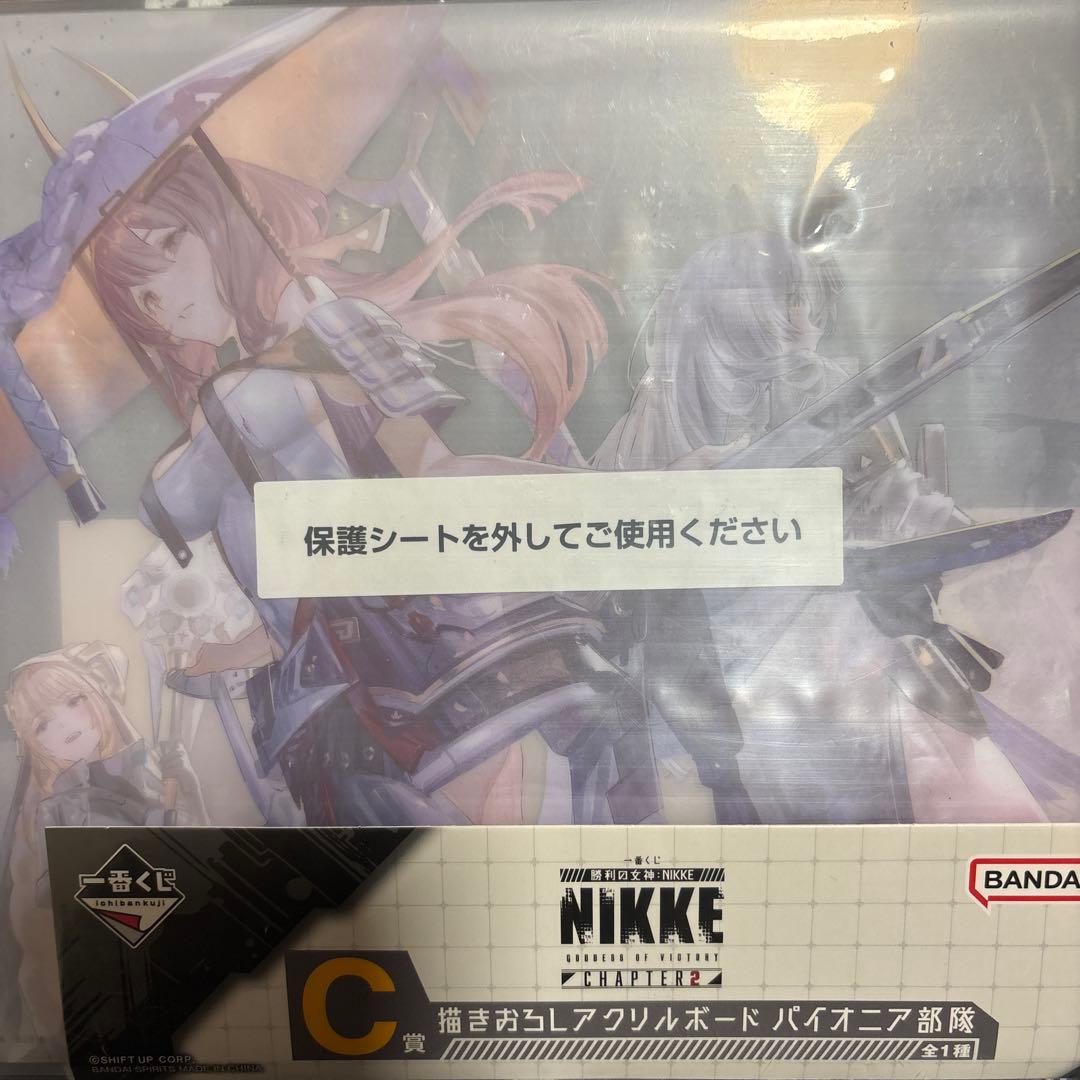 保護シートを外してご使用ください
一番くじ
ichibankuji
一番くじ
勝利の女神:NIKKE
NIKKE
GODDESS OF VICTORY
CHAPTER 2
BANDA
C賞
描きおろしアクリルボード パイオニア部隊
全1種
©SHIFT UP CORP.
BANDAI SPIRITS MADE IN CHINA